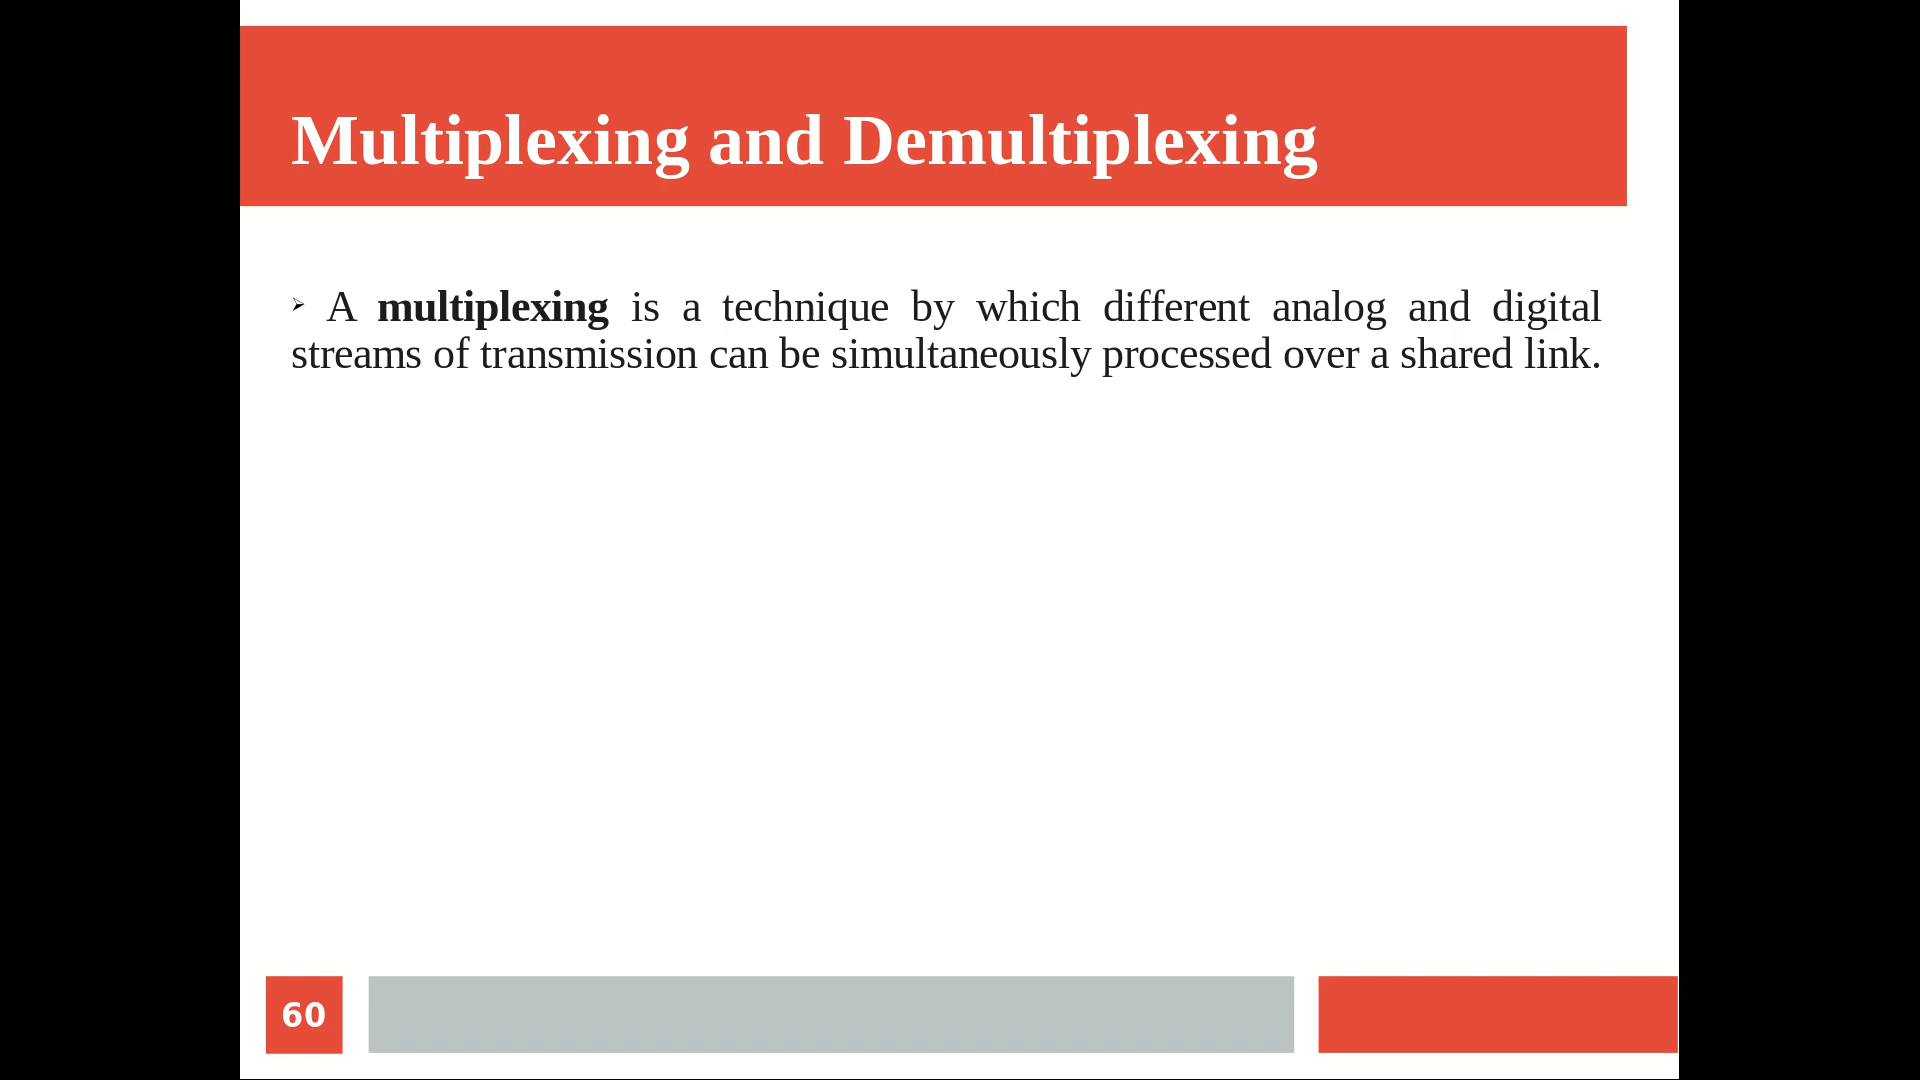 Multiplexing and Demultiplexing
➢ A multiplexing is a technique by which different analog and digital
streams of transmission can be simultaneously processed over a shared link.
60